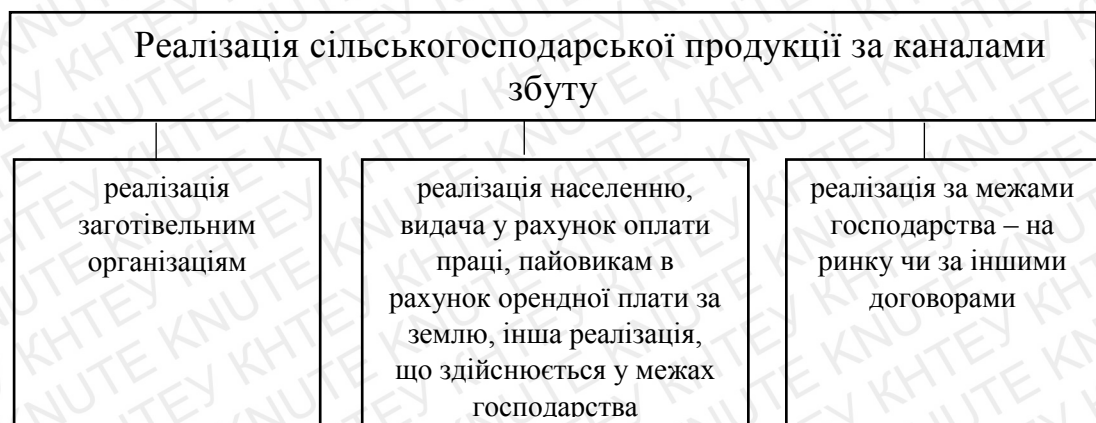 Реалізація сільськогосподарської продукції за каналами
збуту
реалізація
заготівельним
організаціям
реалізація населенню,
видача у рахунок оплати
праці, пайовикам в
рахунок орендної плати за
землю, інша реалізація,
що здійснюється у межах
господарства
реалізація за межами
господарства – на
ринку чи за іншими
договорами